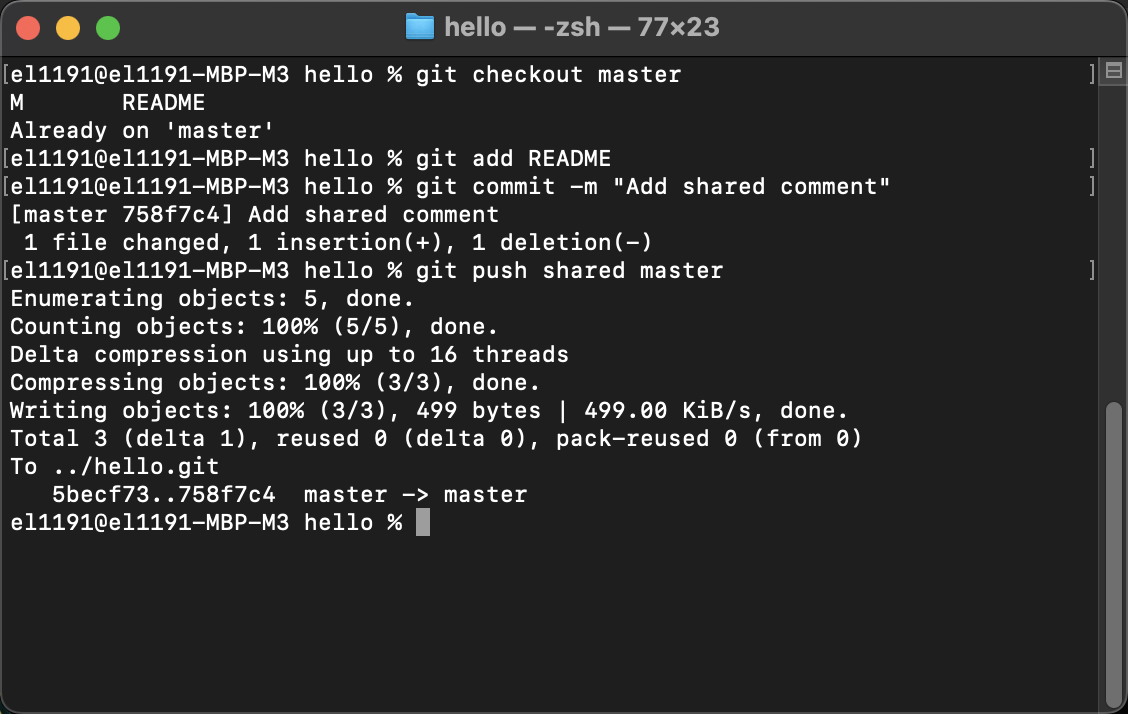 hello — -zsh — 77×23
[el1191@el1191-MBP-M3 hello % git checkout master ]
M       README
Already on 'master'
[el1191@el1191-MBP-M3 hello % git add README ]
[el1191@el1191-MBP-M3 hello % git commit -m "Add shared comment" ]
[master 758f7c4] Add shared comment
 1 file changed, 1 insertion(+), 1 deletion(-)
[el1191@el1191-MBP-M3 hello % git push shared master ]
Enumerating objects: 5, done.
Counting objects: 100% (5/5), done.
Delta compression using up to 16 threads
Compressing objects: 100% (3/3), done.
Writing objects: 100% (3/3), 499 bytes | 499.00 KiB/s, done.
Total 3 (delta 1), reused 0 (delta 0), pack-reused 0 (from 0)
To ../hello.git
   5becf73..758f7c4  master -> master
el1191@el1191-MBP-M3 hello %